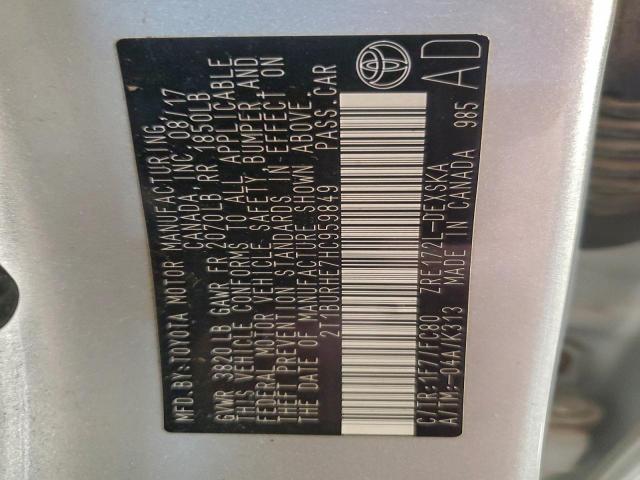 MFD.BY:TOYOTA MOTOR MANUFACTURING,
CANADA, INC. 08/17
GVWR 3820LB GAWR FR 2070LB RR 1850LB
THIS VEHICLE CONFORMS TO ALL APPLICABLE
FEDERAL MOTOR VEHICLE SAFETY BUMPER, AND
THEFT PREVENTION STANDARDS IN EFFECT ON
THE DATE OF MANUFACTURE SHOWN ABOVE.
2T1BURHE7HC959849 PASS.CAR
C/TR:1F7/FC80 ZRE172L-DEXSKA
A/TM:-04A/K313 MADE IN CANADA 985
AD